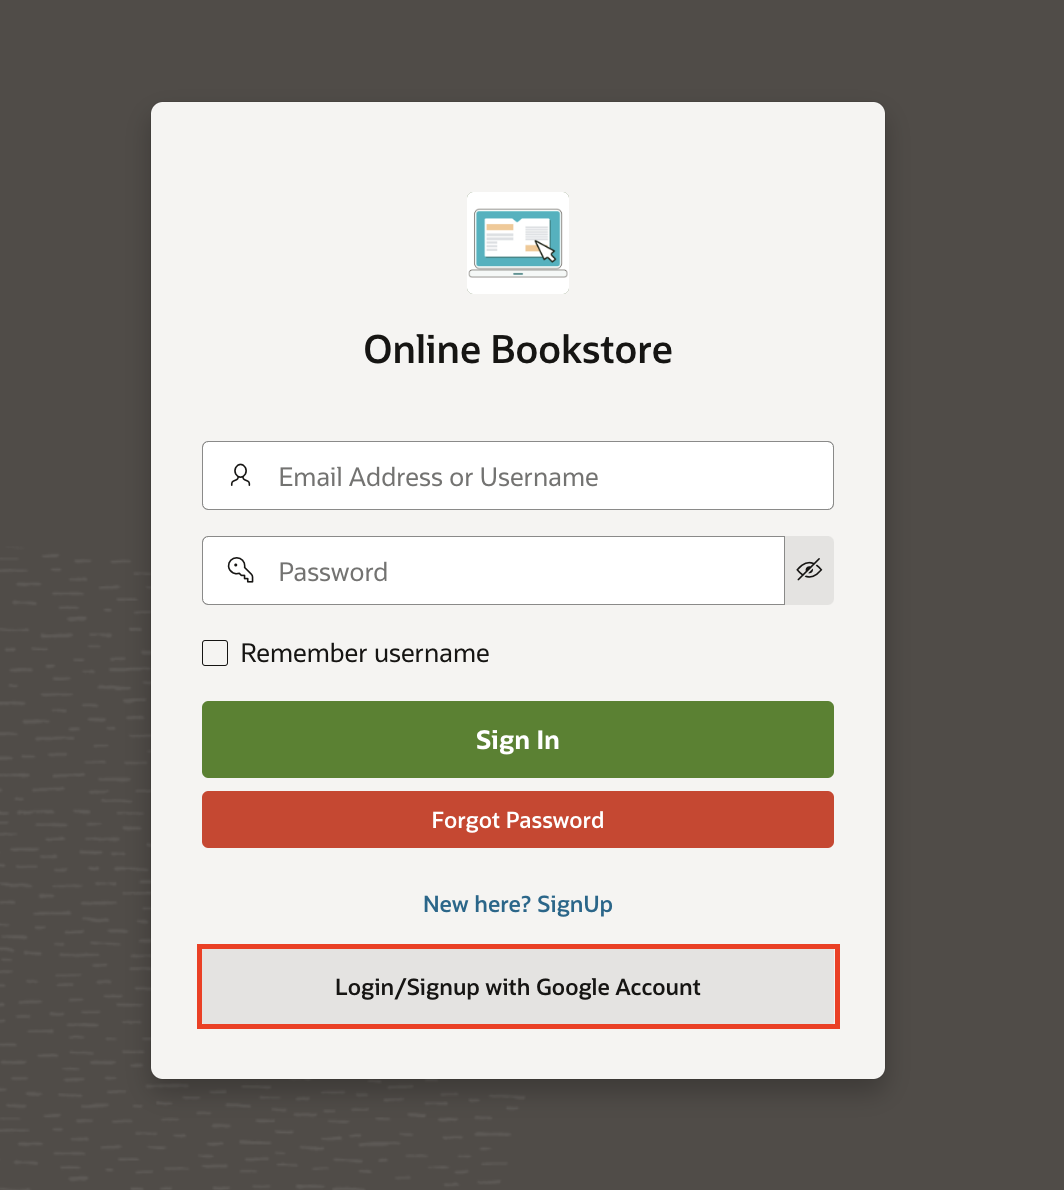 Online Bookstore
Email Address or Username
Password
Remember username
Sign In
Forgot Password
New here? SignUp
Login/Signup with Google Account